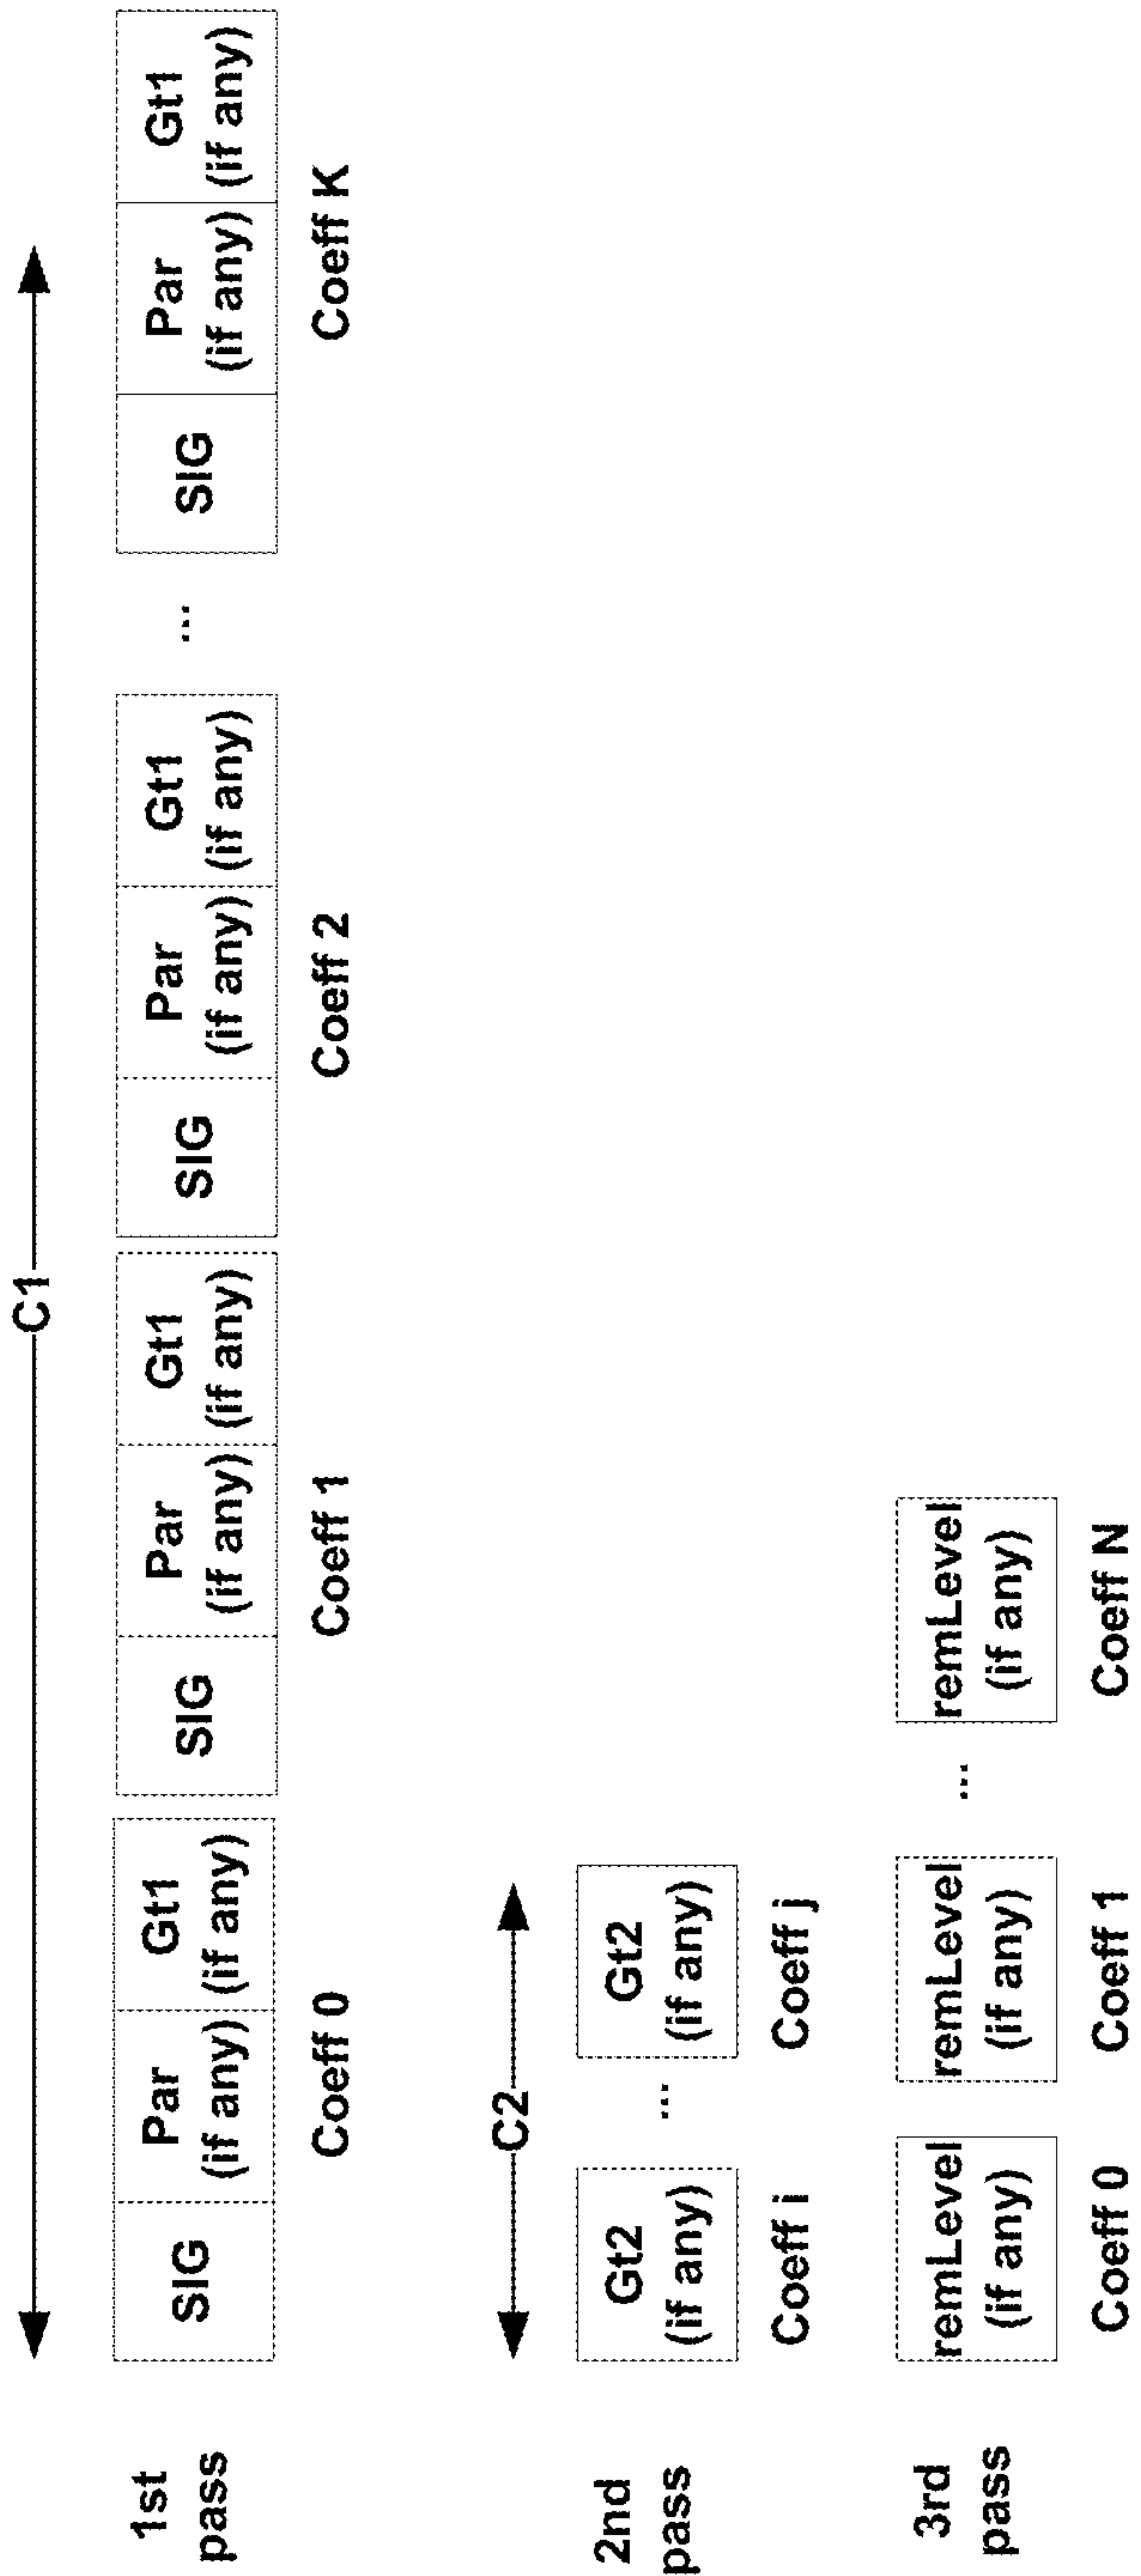 C1
1st
pass
SIG
Par
(if any)
Gt1
(if any)
SIG
Par
(if any)
Gt1
(if any)
SIG
Par
(if any)
Gt1
(if any)
...
SIG
Par
(if any)
Gt1
(if any)
Coeff 0
Coeff 1
Coeff 2
Coeff K
C2
2nd
pass
Gt2
(if any)
...
Gt2
(if any)
Coeff i
Coeff j
3rd
pass
remLevel
(if any)
remLevel
(if any)
...
remLevel
(if any)
Coeff 0
Coeff 1
Coeff N